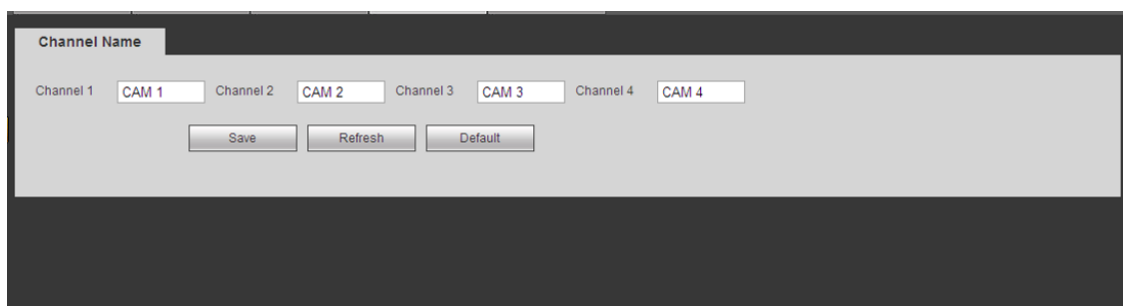 Channel Name
Channel 1 CAM 1 Channel 2 CAM 2 Channel 3 CAM 3 Channel 4 CAM 4
Save Refresh Default